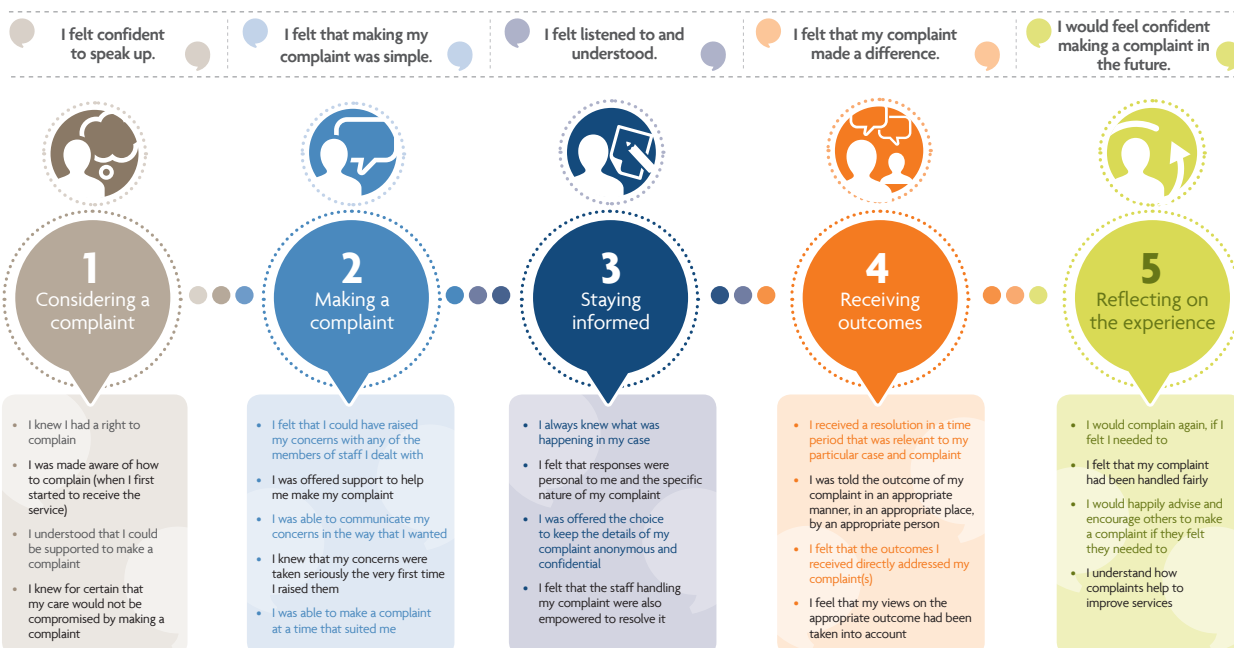 I felt confident
to speak up.
I felt that making my
complaint was simple.
I felt listened to and
understood.
I felt that my complaint
made a difference.
I would feel confident
making a complaint in
the future.
1
Considering a
complaint
2
Making a
complaint
3
Staying
informed
4
Receiving
outcomes
5
Reflecting on
the experience
• I knew I had a right to
complain
• I was made aware of how
to complain (when I first
started to receive the
service)
• I understood that I could
be supported to make a
complaint
• I knew for certain that
my care would not be
compromised by making a
complaint
• I felt that I could have raised
my concerns with any of the
members of staff I dealt with
• I was offered support to help
me make my complaint
• I was able to communicate my
concerns in the way that I wanted
• I knew that my concerns were
taken seriously the very first time
I raised them
• I was able to make a complaint
at a time that suited me
• I always knew what was
happening in my case
• I felt that responses were
personal to me and the specific
nature of my complaint
• I was offered the choice
to keep the details of my
complaint anonymous and
confidential
• I felt that the staff handling
my complaint were also
empowered to resolve it
• I received a resolution in a time
period that was relevant to my
particular case and complaint
• I was told the outcome of my
complaint in an appropriate
manner, in an appropriate place,
by an appropriate person
• I felt that the outcomes I
received directly addressed my
complaint(s)
• I feel that my views on the
appropriate outcome had been
taken into account
• I would complain again, if I
felt I needed to
• I felt that my complaint
had been handled fairly
• I would happily advise and
encourage others to make
a complaint if they felt
they needed to
• I understand how
complaints help to
improve services